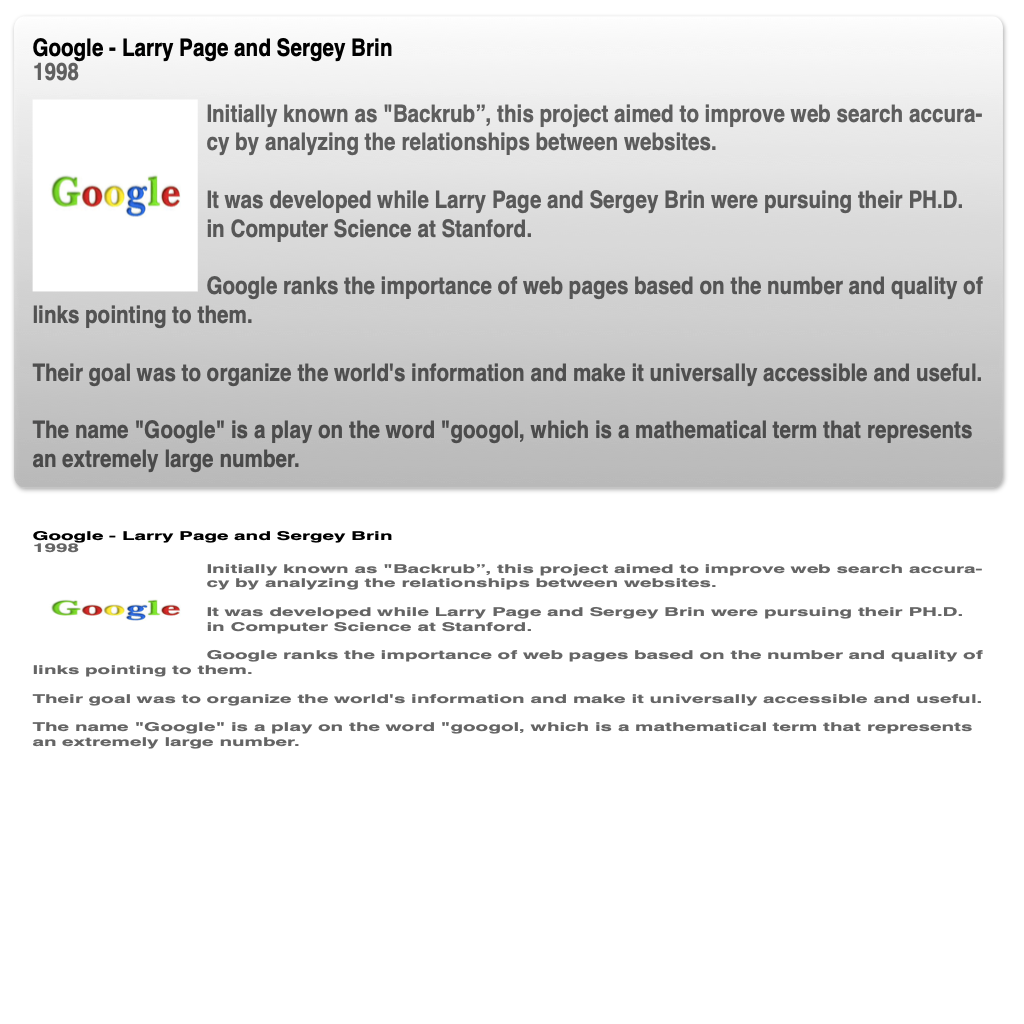 Google - Larry Page and Sergey Brin
1998
Initially known as "Backrub”, this project aimed to improve web search accura-
cy by analyzing the relationships between websites.
Google
It was developed while Larry Page and Sergey Brin were pursuing their PH.D.
in Computer Science at Stanford.
Google ranks the importance of web pages based on the number and quality of
links pointing to them.
Their goal was to organize the world's information and make it universally accessible and useful.
The name "Google" is a play on the word "googol, which is a mathematical term that represents
an extremely large number.
Google - Larry Page and Sergey Brin
1998
Initially known as "Backrub”, this project aimed to improve web search accura-
cy by analyzing the relationships between websites.
Google
It was developed while Larry Page and Sergey Brin were pursuing their PH.D.
in Computer Science at Stanford.
Google ranks the importance of web pages based on the number and quality of
links pointing to them.
Their goal was to organize the world's information and make it universally accessible and useful.
The name "Google" is a play on the word "googol, which is a mathematical term that represents
an extremely large number.